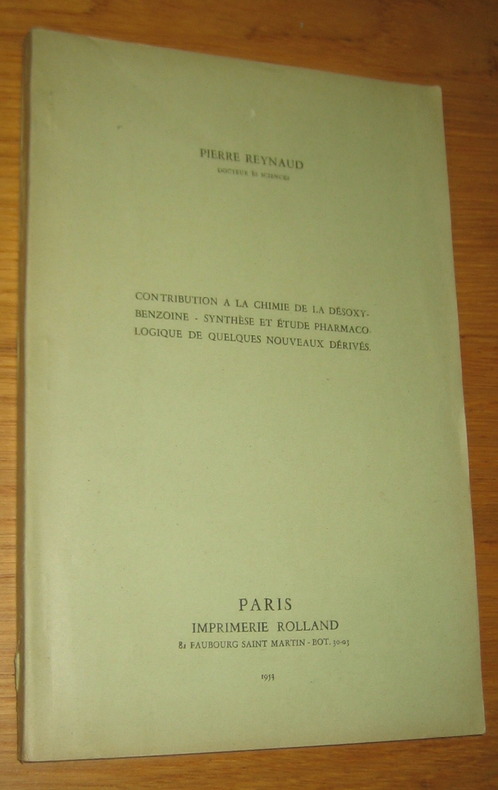 PIERRE REYNAUD
DOCTEUR ÈS SCIENCES
CONTRIBUTION A LA CHIMIE DE LA DÉSOXY-
BENZOINE - SYNTHÈSE ET ÉTUDE PHARMACO-
LOGIQUE DE QUELQUES NOUVEAUX DÉRIVÉS.
PARIS
IMPRIMERIE ROLLAND
81 FAUBOURG SAINT MARTIN - BOT.